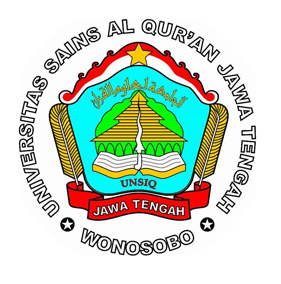 UNIVERSITAS SAINS AL QUR'AN JAWA TENGAH
UNSIQ
JAWA TENGAH
WONOSOBO